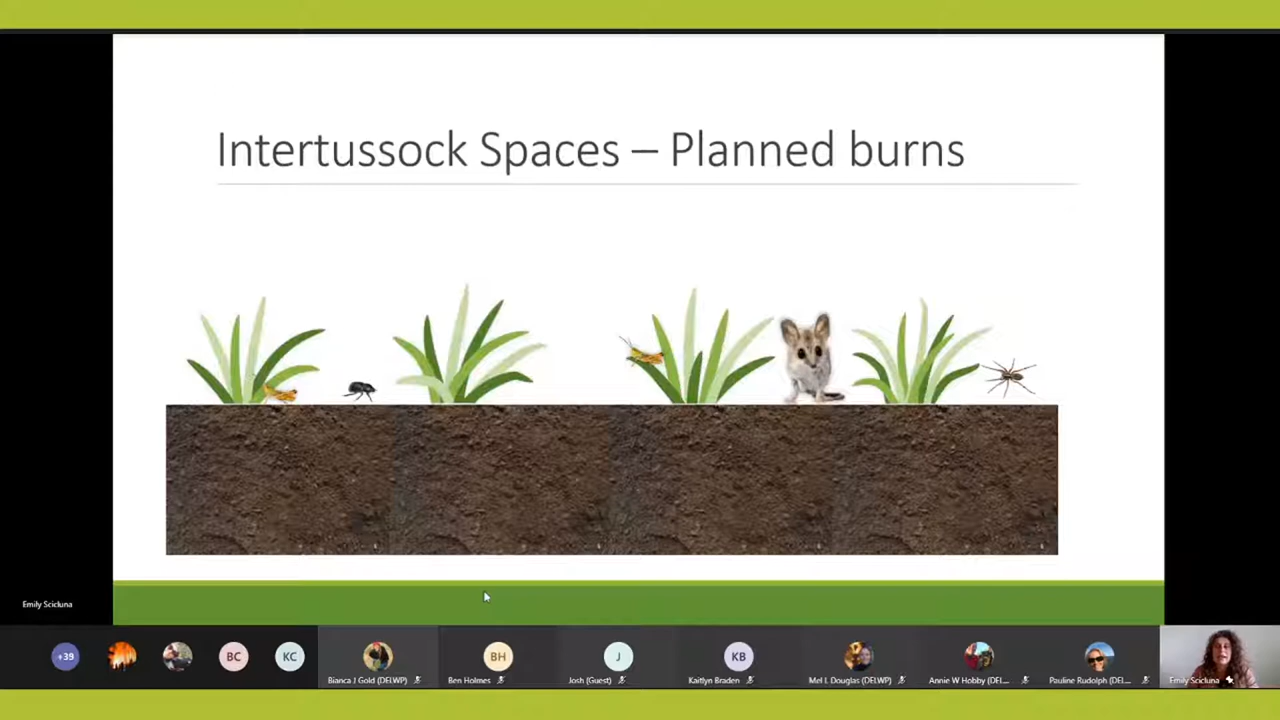 Intertussock Spaces – Planned burns
Emily Scicluna
+39
BC
KC
Bianca J Gold (DELWP)
BH
Ben Holmes
J
Josh (Guest)
KB
Kaitlyn Braden
Mel L Douglas (DELWP)
Annie W Hobby (DEL...
Pauline Rudolph (DEL...
Emily Scicluna